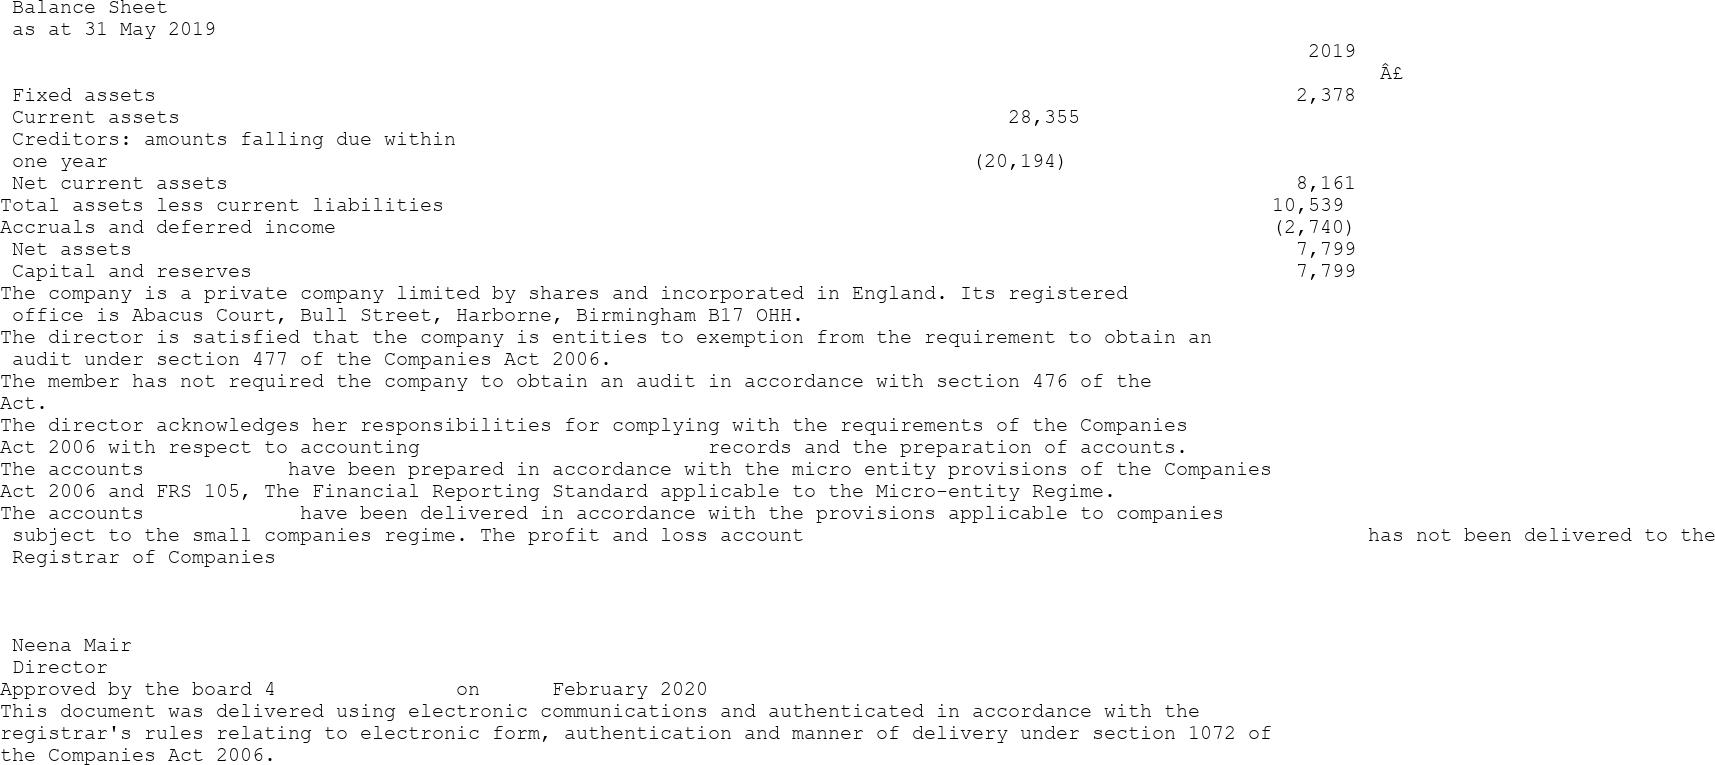 Balance Sheet
as at 31 May 2019
2019
Â£
Fixed assets 2,378
Current assets 28,355
Creditors: amounts falling due within
one year (20,194)
Net current assets 8,161
Total assets less current liabilities 10,539
Accruals and deferred income (2,740)
Net assets 7,799
Capital and reserves 7,799
The company is a private company limited by shares and incorporated in England. Its registered
office is Abacus Court, Bull Street, Harborne, Birmingham B17 OHH.
The director is satisfied that the company is entities to exemption from the requirement to obtain an
audit under section 477 of the Companies Act 2006.
The member has not required the company to obtain an audit in accordance with section 476 of the
Act.
The director acknowledges her responsibilities for complying with the requirements of the Companies
Act 2006 with respect to accounting records and the preparation of accounts.
The accounts have been prepared in accordance with the micro entity provisions of the Companies
Act 2006 and FRS 105, The Financial Reporting Standard applicable to the Micro-entity Regime.
The accounts have been delivered in accordance with the provisions applicable to companies
subject to the small companies regime. The profit and loss account has not been delivered to the
Registrar of Companies
Neena Mair
Director
Approved by the board 4 on February 2020
This document was delivered using electronic communications and authenticated in accordance with the
registrar's rules relating to electronic form, authentication and manner of delivery under section 1072 of
the Companies Act 2006.